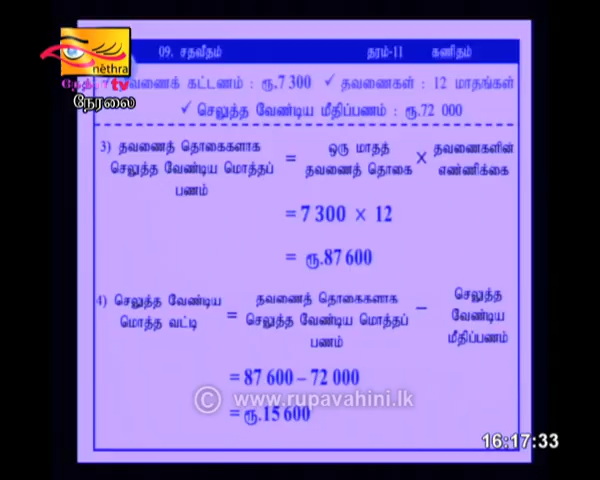 09. சதவீதம் தரம்-11 கணிதம்
nēthra
tv
நேரலை
தவணைக் கட்டணம் : ரூ.7 300 ✓ தவணைகள் : 12 மாதங்கள்
✓ செலுத்த வேண்டிய மீதிப்பணம் : ரூ.72 000
3) தவணைத் தொகைகளாக
செலுத்த வேண்டிய மொத்தப்
பணம்
=
ஒரு மாதத்
தவணைத் தொகை
×
தவணைகளின்
எண்ணிக்கை
= 7 300 × 12
= ரூ.87 600
4) செலுத்த வேண்டிய
மொத்த வட்டி
=
தவணைத் தொகைகளாக
செலுத்த வேண்டிய மொத்தப்
பணம்
–
செலுத்த
வேண்டிய
மீதிப்பணம்
= 87 600 – 72 000
© www.rupavahini.lk
= ரூ.15 600
16:17:33